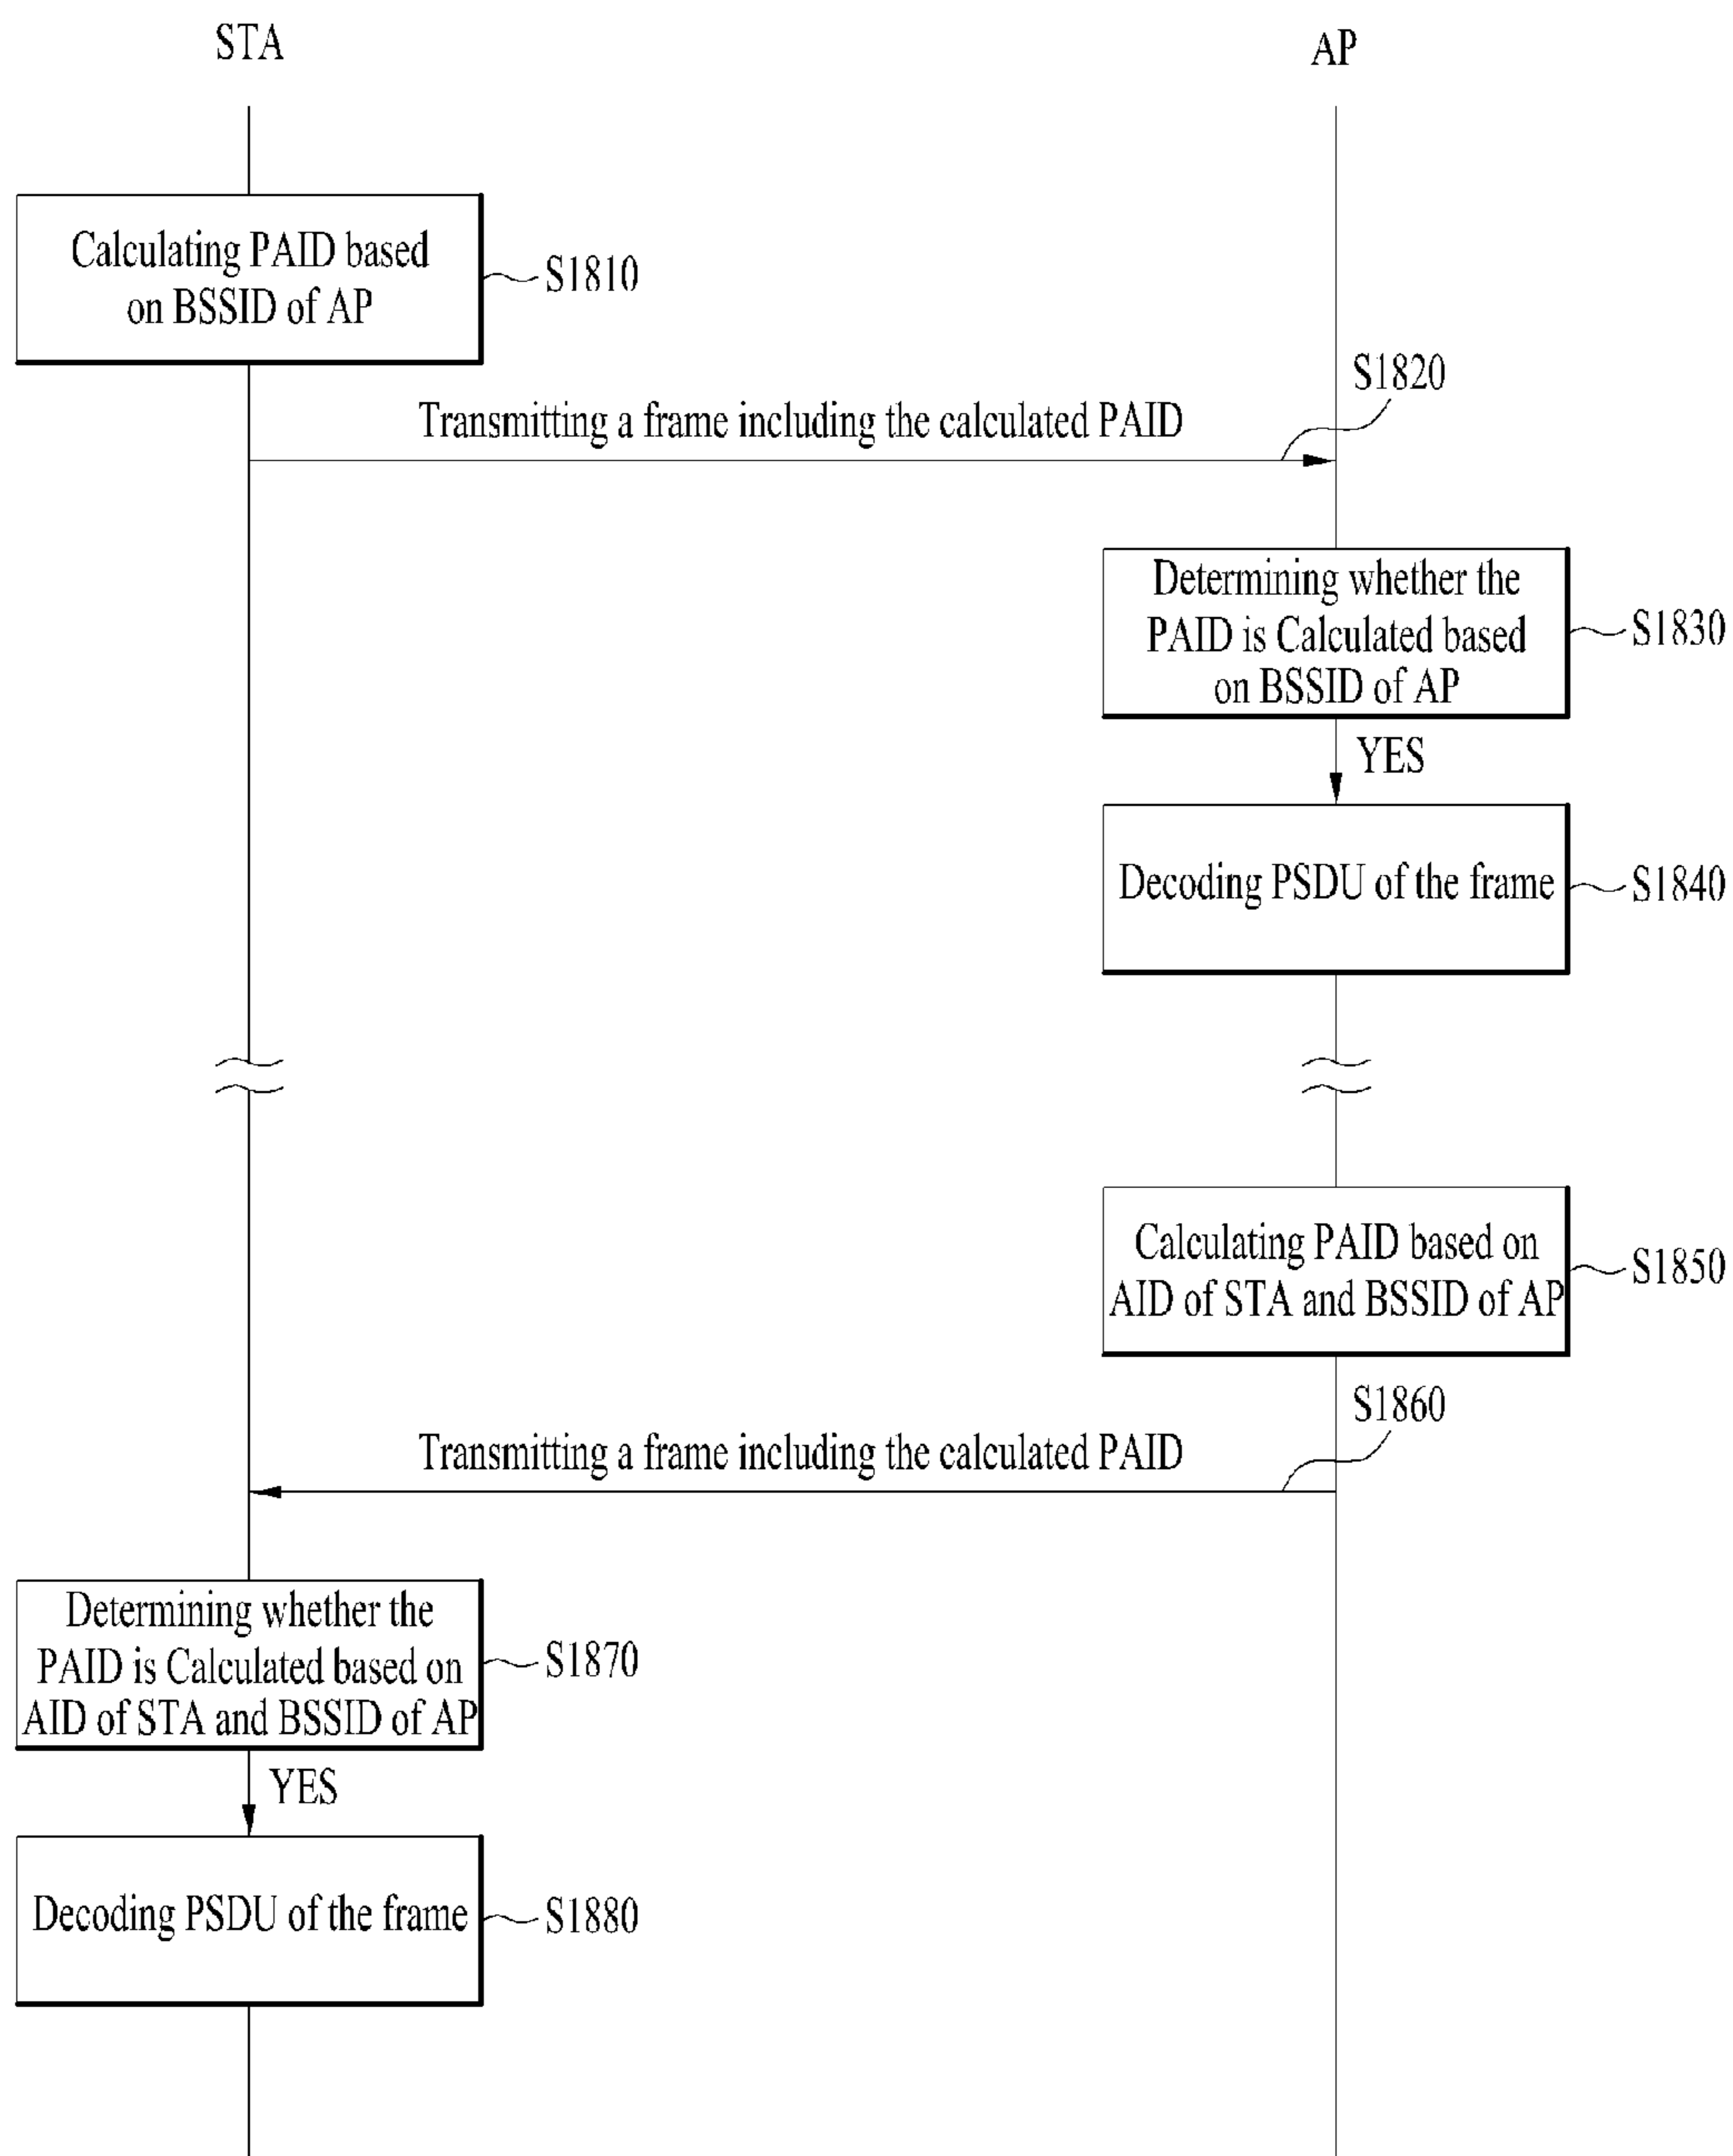 STA
AP
Calculating PAID based
on BSSID of AP
S1810
S1820
Transmitting a frame including the calculated PAID
Determining whether the
PAID is Calculated based
on BSSID of AP
S1830
YES
Decoding PSDU of the frame
S1840
Calculating PAID based on
AID of STA and BSSID of AP
S1850
S1860
Transmitting a frame including the calculated PAID
Determining whether the
PAID is Calculated based on
AID of STA and BSSID of AP
S1870
YES
Decoding PSDU of the frame
S1880